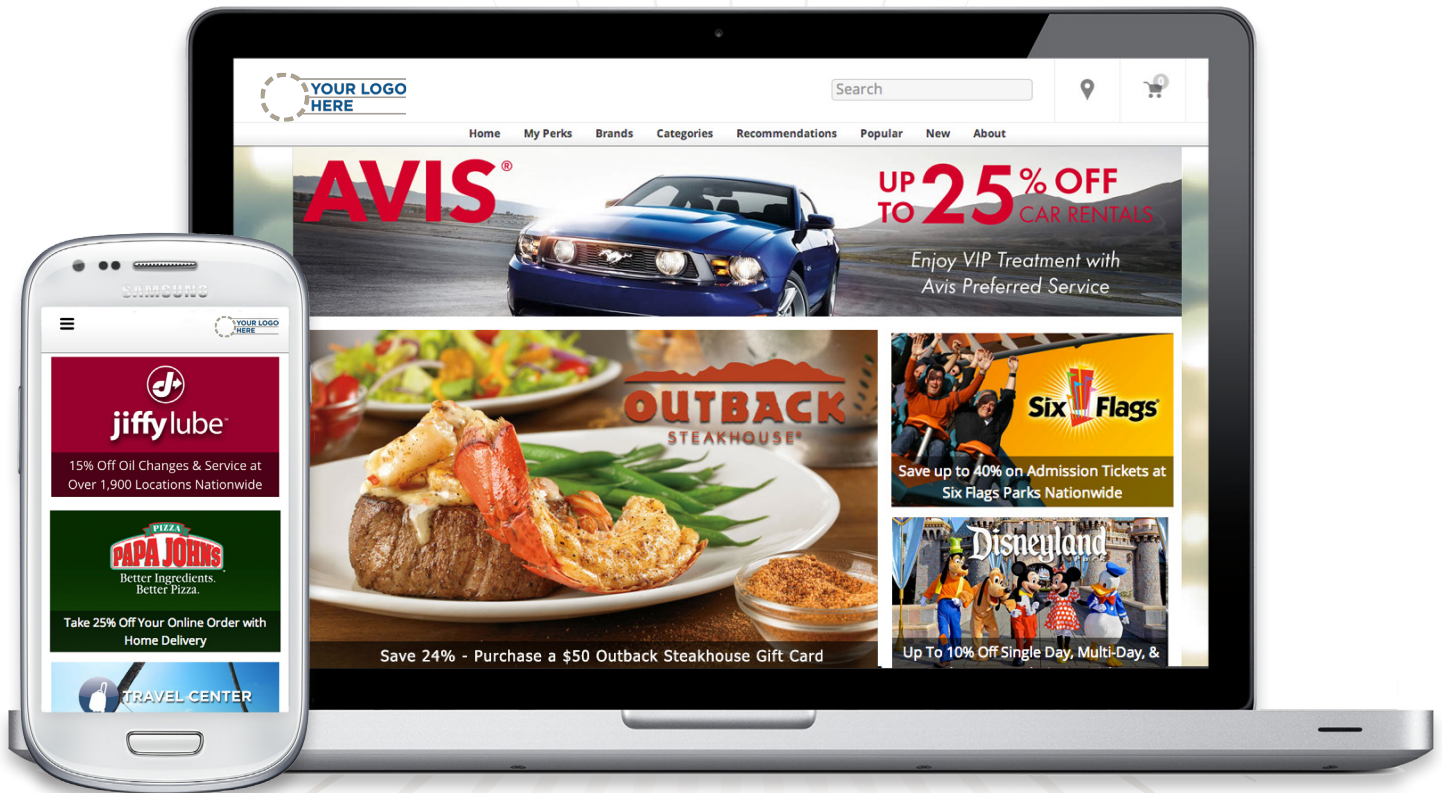 YOUR LOGO
HERE
Search
0
Home My Perks Brands Categories Recommendations Popular New About
AVIS®
UP TO 25% OFF
CAR RENTALS
Enjoy VIP Treatment with
Avis Preferred Service
OUTBACK
STEAKHOUSE®
Save 24% - Purchase a $50 Outback Steakhouse Gift Card
Six Flags
Save up to 40% on Admission Tickets at
Six Flags Parks Nationwide
Disneyland
Up To 10% Off Single Day, Multi-Day, &
SAMSUNG
YOUR LOGO
HERE
jiffy lube
15% Off Oil Changes & Service at
Over 1,900 Locations Nationwide
PIZZA
PAPA JOHNS
Better Ingredients.
Better Pizza.
Take 25% Off Your Online Order with
Home Delivery
TRAVEL CENTER